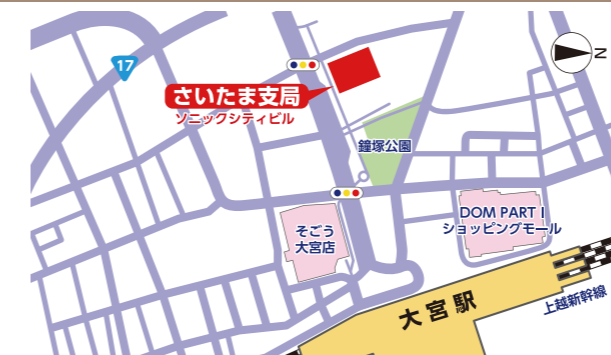 17
さいたま支局
ソニックシティビル
N
鐘塚公園
そごう
大宮店
DOM PART I
ショッピングモール
大宮駅
上越新幹線